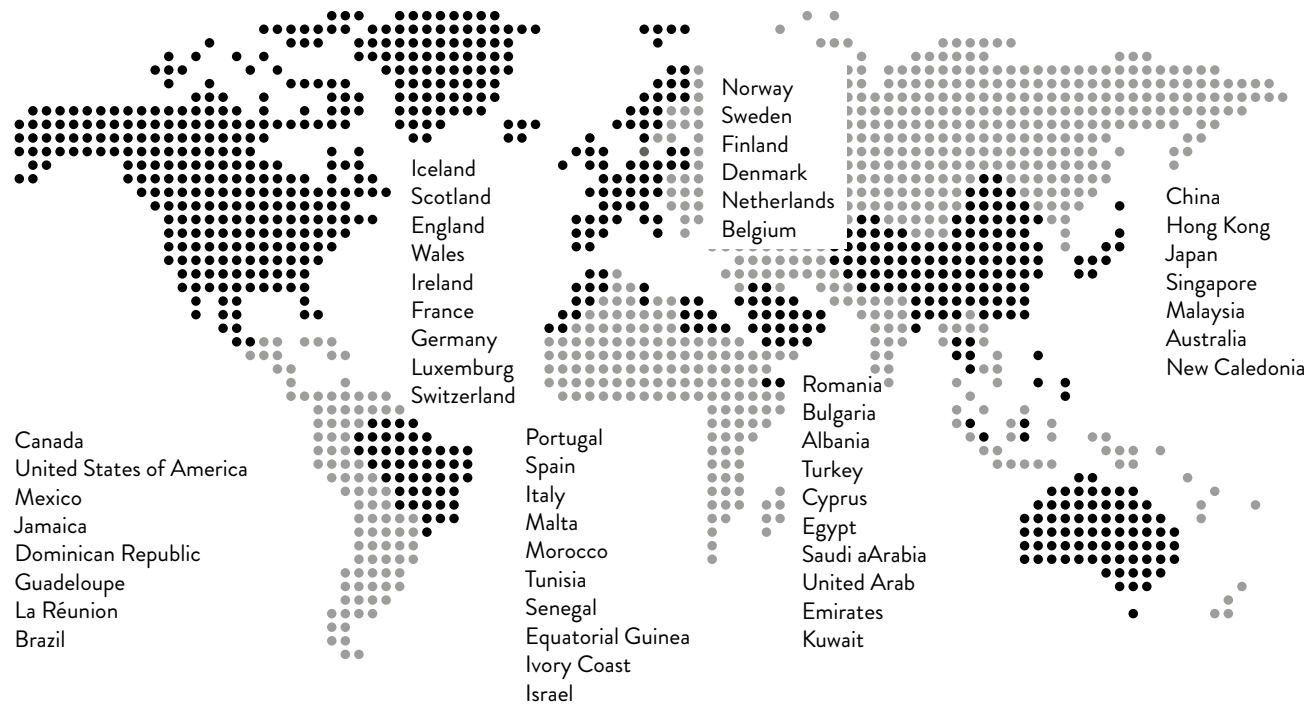 Norway
Sweden
Finland
Denmark
Netherlands
Belgium
Iceland
Scotland
England
Wales
Ireland
France
Germany
Luxemburg
Switzerland
China
Hong Kong
Japan
Singapore
Malaysia
Australia
New Caledonia
Canada
United States of America
Mexico
Jamaica
Dominican Republic
Guadeloupe
La Réunion
Brazil
Portugal
Spain
Italy
Malta
Morocco
Tunisia
Senegal
Equatorial Guinea
Ivory Coast
Israel
Romania
Bulgaria
Albania
Turkey
Cyprus
Egypt
Saudi aArabia
United Arab
Emirates
Kuwait